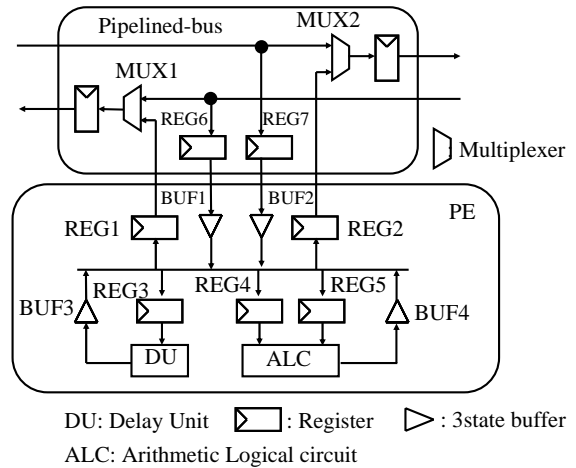 Pipelined-bus
MUX2
MUX1
REG6
REG7
Multiplexer
BUF1
BUF2
PE
REG1
REG2
REG3
REG4
REG5
BUF3
BUF4
DU
ALC
DU: Delay Unit : Register : 3state buffer
ALC: Arithmetic Logical circuit